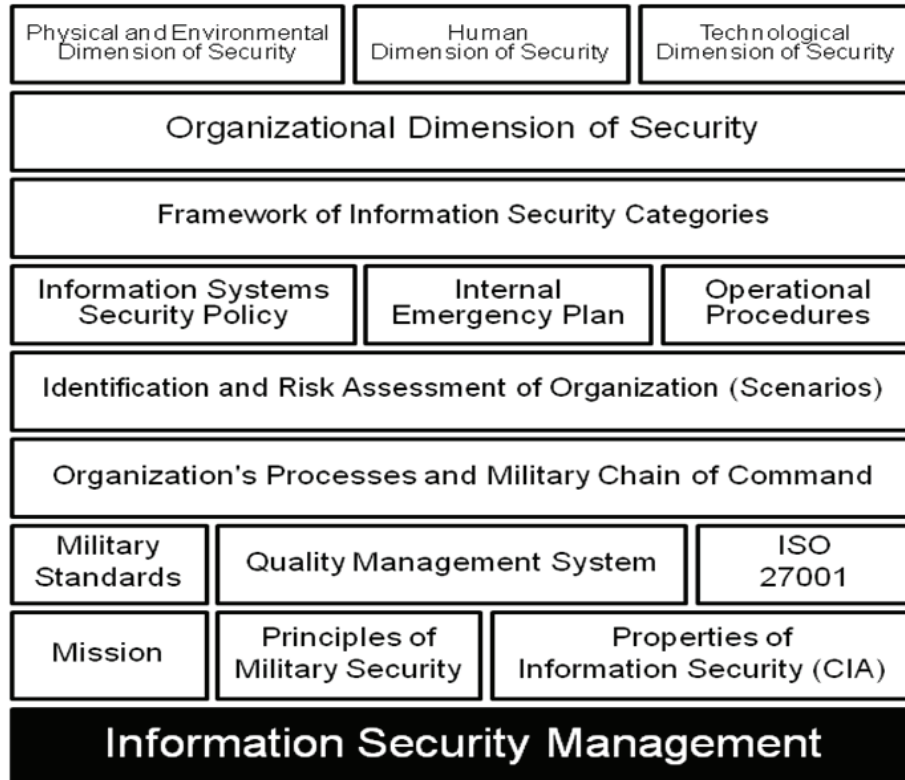 Physical and Environmental
Dimension of Security
Human
Dimension of Security
Technological
Dimension of Security
Organizational Dimension of Security
Framework of Information Security Categories
Information Systems
Security Policy
Internal
Emergency Plan
Operational
Procedures
Identification and Risk Assessment of Organization (Scenarios)
Organization's Processes and Military Chain of Command
Military
Standards
Quality Management System
ISO
27001
Mission
Principles of
Military Security
Properties of
Information Security (CIA)
Information Security Management